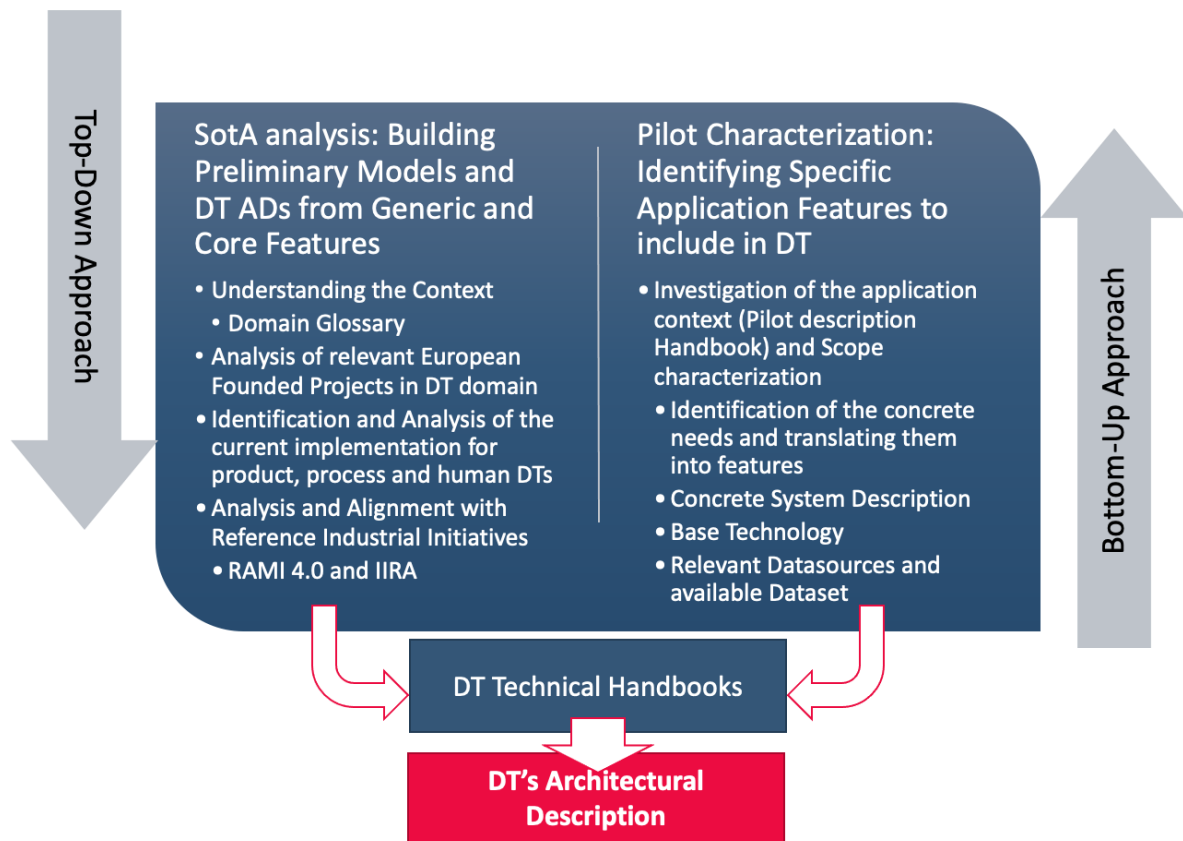 Top-Down Approach
SotA analysis: Building
Preliminary Models and
DT ADs from Generic and
Core Features
• Understanding the Context
• Domain Glossary
• Analysis of relevant European
Founded Projects in DT domain
• Identification and Analysis of the
current implementation for
product, process and human DTs
• Analysis and Alignment with
Reference Industrial Initiatives
• RAMI 4.0 and IIRA
Pilot Characterization:
Identifying Specific
Application Features to
include in DT
• Investigation of the application
context (Pilot description
Handbook) and Scope
characterization
• Identification of the concrete
needs and translating them
into features
• Concrete System Description
• Base Technology
• Relevant Datasources and
available Dataset
Bottom-Up Approach
DT Technical Handbooks
DT’s Architectural
Description